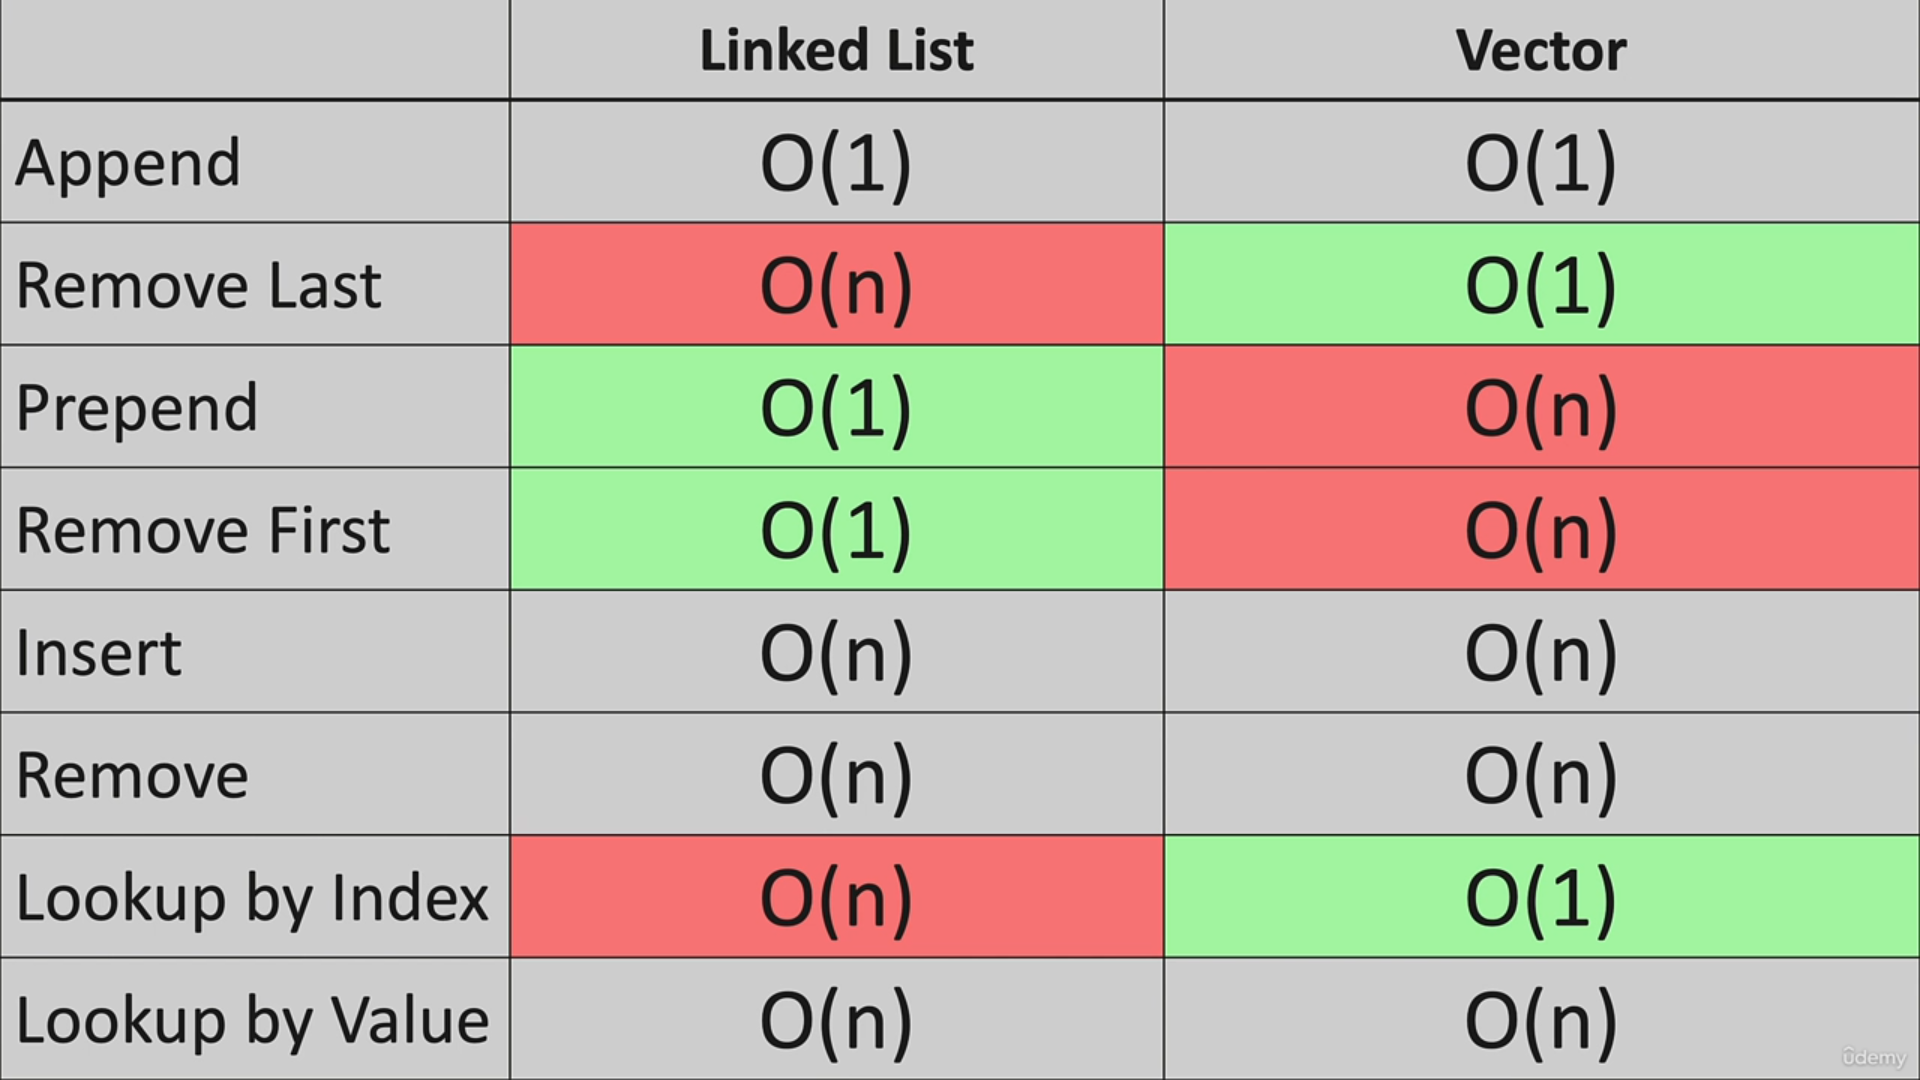 Linked List Vector
Append O(1) O(1)
Remove Last O(n) O(1)
Prepend O(1) O(n)
Remove First O(1) O(n)
Insert O(n) O(n)
Remove O(n) O(n)
Lookup by Index O(n) O(1)
Lookup by Value O(n) O(n)
ûdemy